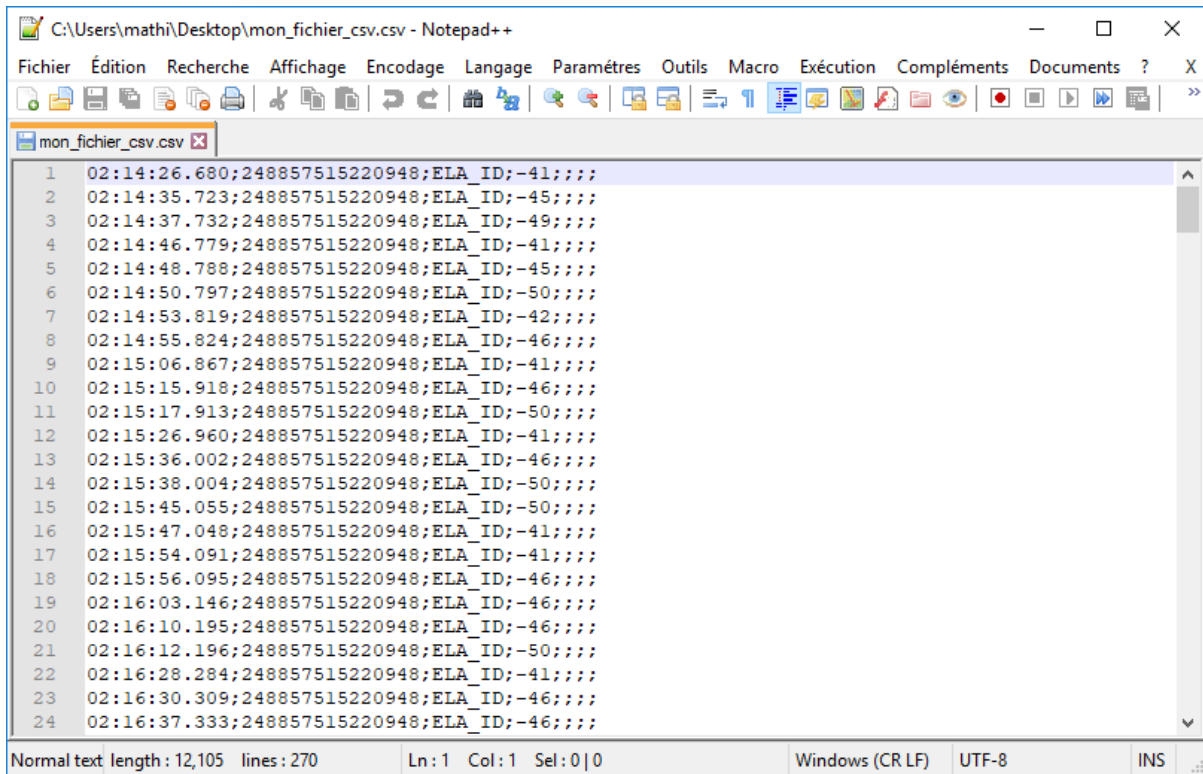 C:\Users\mathi\Desktop\mon_fichier_csv.csv - Notepad++
Fichier Édition Recherche Affichage Encodage Langage Paramétres Outils Macro Exécution Compléments Documents ? X
mon_fichier_csv.csv
1 02:14:26.680;248857515220948;ELA_ID;-41;;;;
2 02:14:35.723;248857515220948;ELA_ID;-45;;;;
3 02:14:37.732;248857515220948;ELA_ID;-49;;;;
4 02:14:46.779;248857515220948;ELA_ID;-41;;;;
5 02:14:48.788;248857515220948;ELA_ID;-45;;;;
6 02:14:50.797;248857515220948;ELA_ID;-50;;;;
7 02:14:53.819;248857515220948;ELA_ID;-42;;;;
8 02:14:55.824;248857515220948;ELA_ID;-46;;;;
9 02:15:06.867;248857515220948;ELA_ID;-41;;;;
10 02:15:15.918;248857515220948;ELA_ID;-46;;;;
11 02:15:17.913;248857515220948;ELA_ID;-50;;;;
12 02:15:26.960;248857515220948;ELA_ID;-41;;;;
13 02:15:36.002;248857515220948;ELA_ID;-46;;;;
14 02:15:38.004;248857515220948;ELA_ID;-50;;;;
15 02:15:45.055;248857515220948;ELA_ID;-50;;;;
16 02:15:47.048;248857515220948;ELA_ID;-41;;;;
17 02:15:54.091;248857515220948;ELA_ID;-41;;;;
18 02:15:56.095;248857515220948;ELA_ID;-46;;;;
19 02:16:03.146;248857515220948;ELA_ID;-46;;;;
20 02:16:10.195;248857515220948;ELA_ID;-46;;;;
21 02:16:12.196;248857515220948;ELA_ID;-50;;;;
22 02:16:28.284;248857515220948;ELA_ID;-41;;;;
23 02:16:30.309;248857515220948;ELA_ID;-46;;;;
24 02:16:37.333;248857515220948;ELA_ID;-46;;;;
Normal text length : 12,105 lines : 270 Ln : 1 Col : 1 Sel : 0 | 0 Windows (CR LF) UTF-8 INS